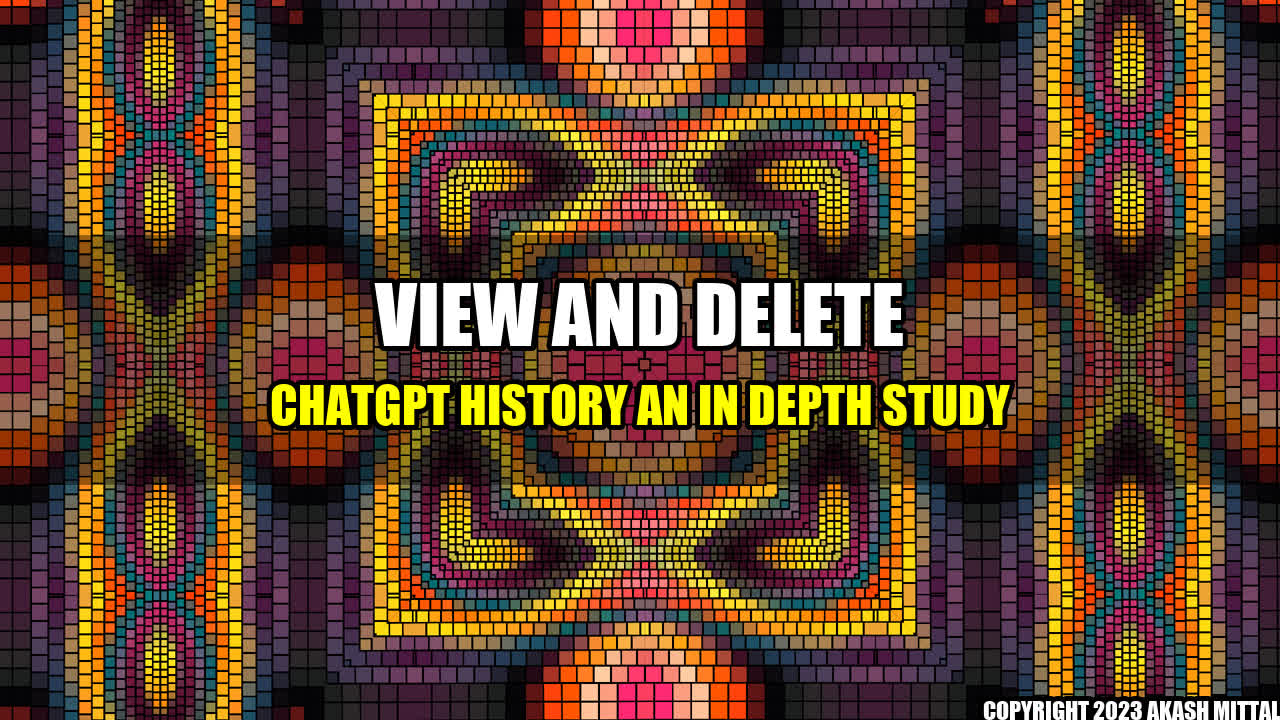 VIEW AND DELETE
CHATGPT HISTORY AN IN DEPTH STUDY
COPYRIGHT 2023 AKASH MITTAL